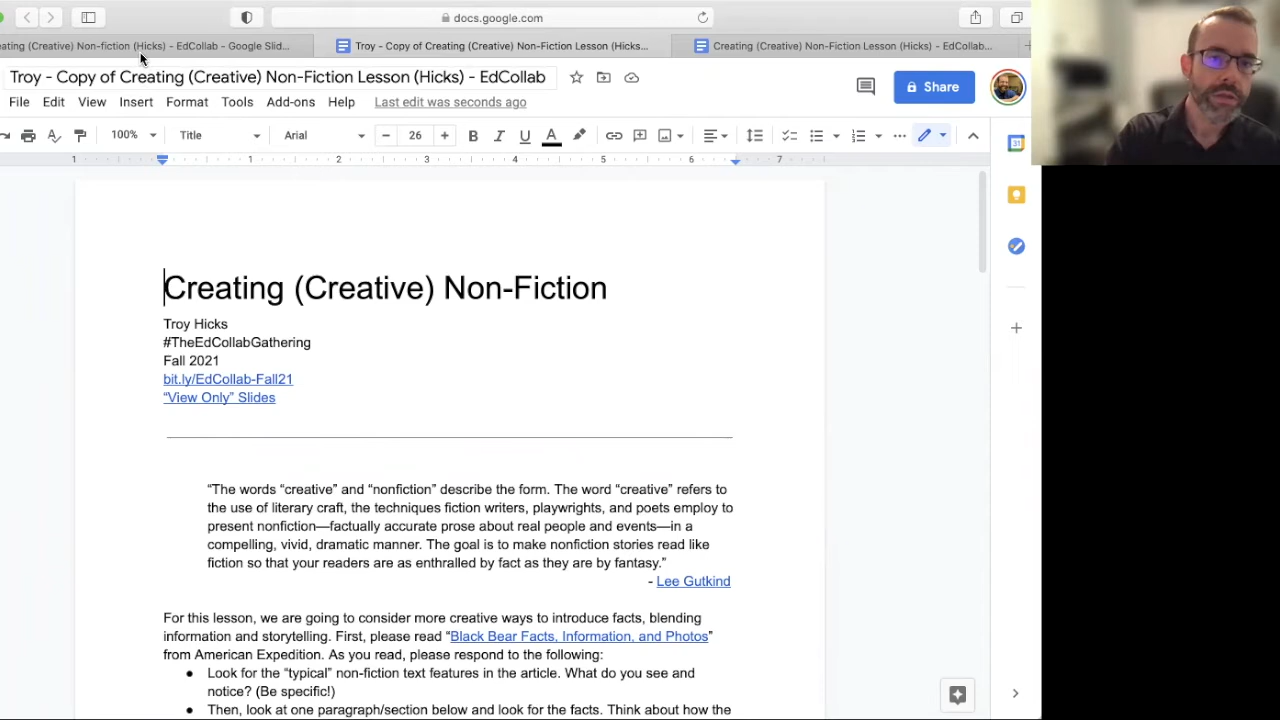 docs.google.com
eating (Creative) Non-fiction (Hicks) - EdCollab - Google Slid...
Troy - Copy of Creating (Creative) Non-Fiction Lesson (Hicks...
Creating (Creative) Non-Fiction Lesson (Hicks) - EdCollab...
Troy - Copy of Creating (Creative) Non-Fiction Lesson (Hicks) - EdCollab
Share
File Edit View Insert Format Tools Add-ons Help Last edit was seconds ago
100% Title Arial 26 B I U A
1 1 2 3 4 5 6 7
31
Creating (Creative) Non-Fiction
Troy Hicks
#TheEdCollabGathering
Fall 2021
bit.ly/EdCollab-Fall21
“View Only” Slides
“The words “creative” and “nonfiction” describe the form. The word “creative” refers to
the use of literary craft, the techniques fiction writers, playwrights, and poets employ to
present nonfiction—factually accurate prose about real people and events—in a
compelling, vivid, dramatic manner. The goal is to make nonfiction stories read like
fiction so that your readers are as enthralled by fact as they are by fantasy.”
- Lee Gutkind
For this lesson, we are going to consider more creative ways to introduce facts, blending
information and storytelling. First, please read “Black Bear Facts, Information, and Photos”
from American Expedition. As you read, please respond to the following:
● Look for the “typical” non-fiction text features in the article. What do you see and
notice? (Be specific!)
● Then, look at one paragraph/section below and look for the facts. Think about how the